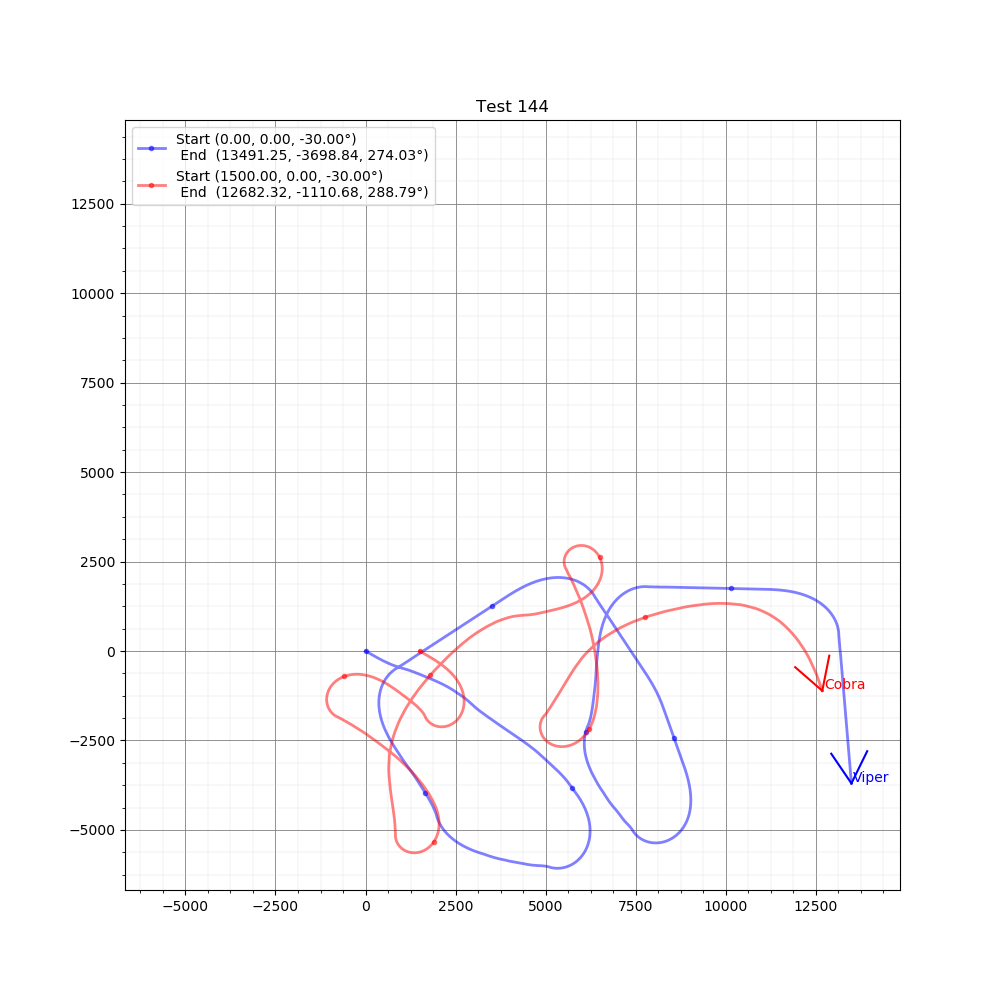 Test 144
Start (0.00, 0.00, -30.00°)
End (13491.25, -3698.84, 274.03°)
Start (1500.00, 0.00, -30.00°)
End (12682.32, -1110.68, 288.79°)
12500
10000
7500
5000
2500
0
−2500
−5000
Cobra
Viper
−5000
−2500
0
2500
5000
7500
10000
12500